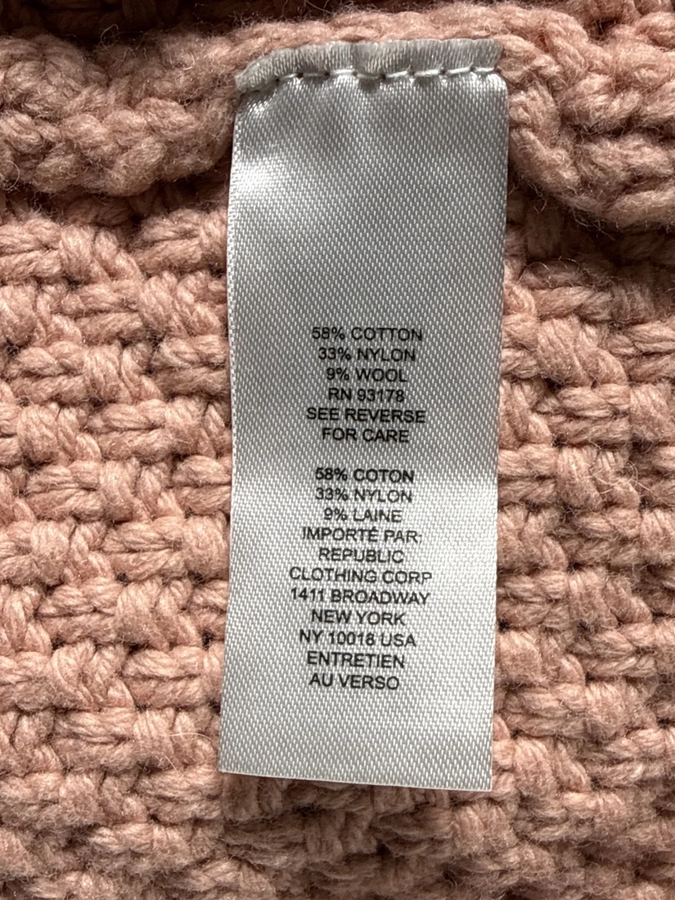 58% COTTON
33% NYLON
9% WOOL
RN 93178
SEE REVERSE
FOR CARE
58% COTON
33% NYLON
9% LAINE
IMPORTÉ PAR:
REPUBLIC
CLOTHING CORP
1411 BROADWAY
NEW YORK
NY 10018 USA
ENTRETIEN
AU VERSO